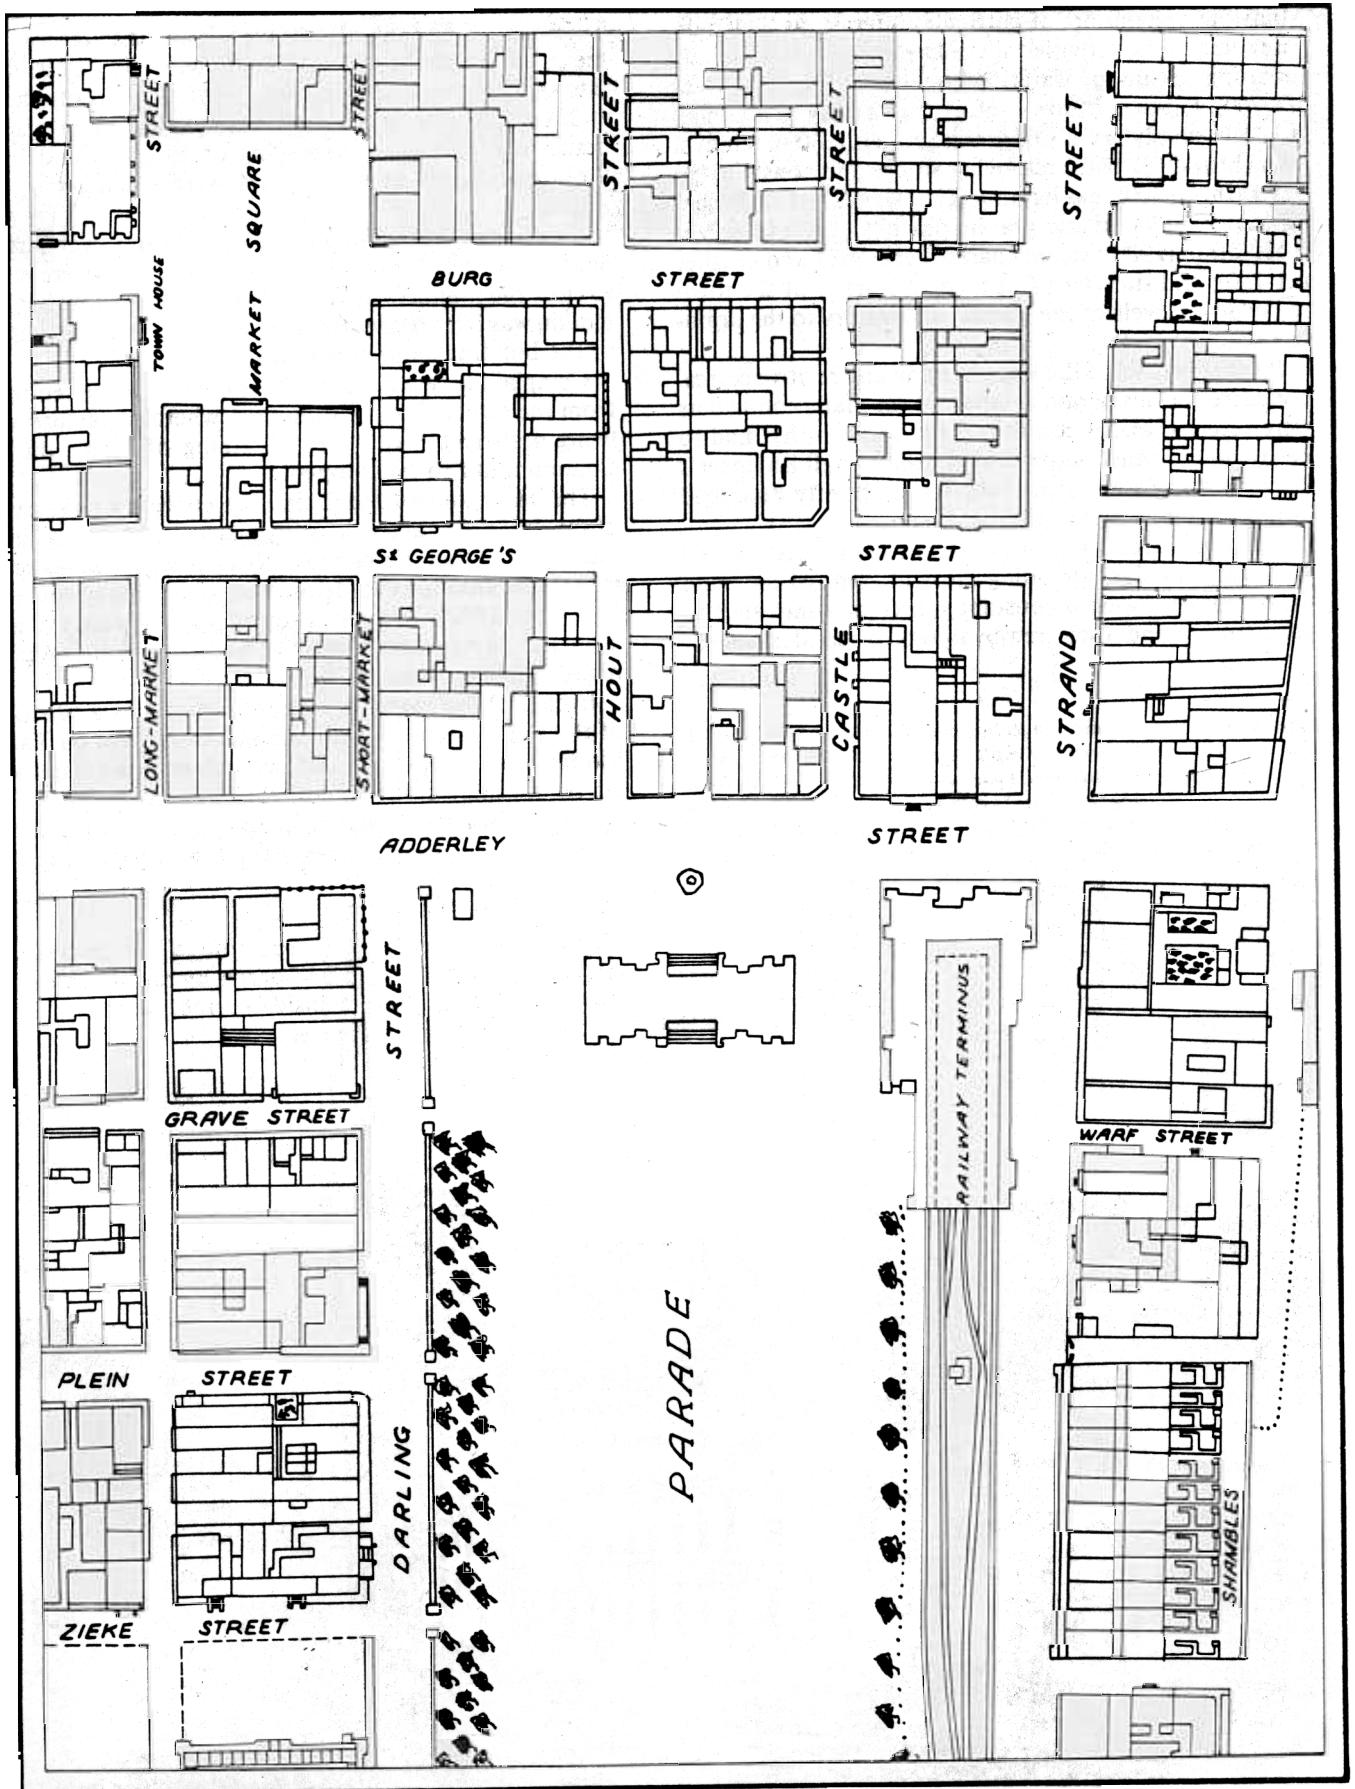 STREET
STREET
STREET
STREET
STREET
MARKET SQUARE
TOWN HOUSE
BURG STREET
St GEORGE'S STREET
LONG-MARKET
SHORT-MARKET
HOUT
CASTLE
STRAND
ADDERLEY STREET
STREET
RAILWAY TERMINUS
GRAVE STREET
WARF STREET
PARADE
PLEIN STREET
DARLING
SHAMBLES
ZIEKE STREET